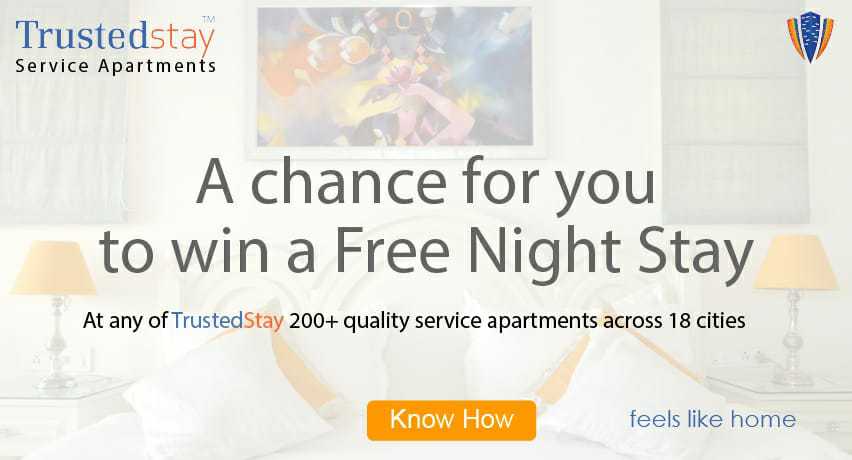 Trustedstay™
Service Apartments
A chance for you
to win a Free Night Stay
At any of TrustedStay 200+ quality service apartments across 18 cities
Know How
feels like home